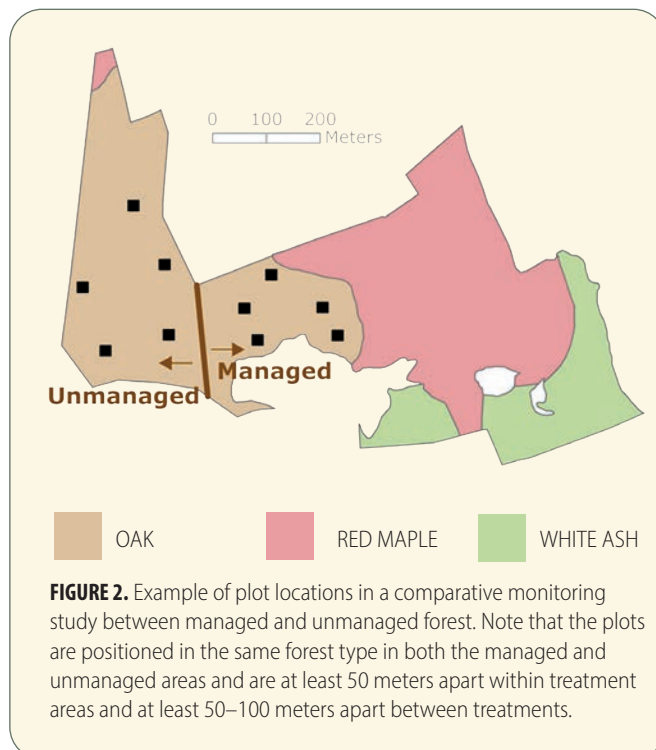 0 100 200
Meters
Managed
Unmanaged
OAK RED MAPLE WHITE ASH
FIGURE 2. Example of plot locations in a comparative monitoring
study between managed and unmanaged forest. Note that the plots
are positioned in the same forest type in both the managed and
unmanaged areas and are at least 50 meters apart within treatment
areas and at least 50–100 meters apart between treatments.